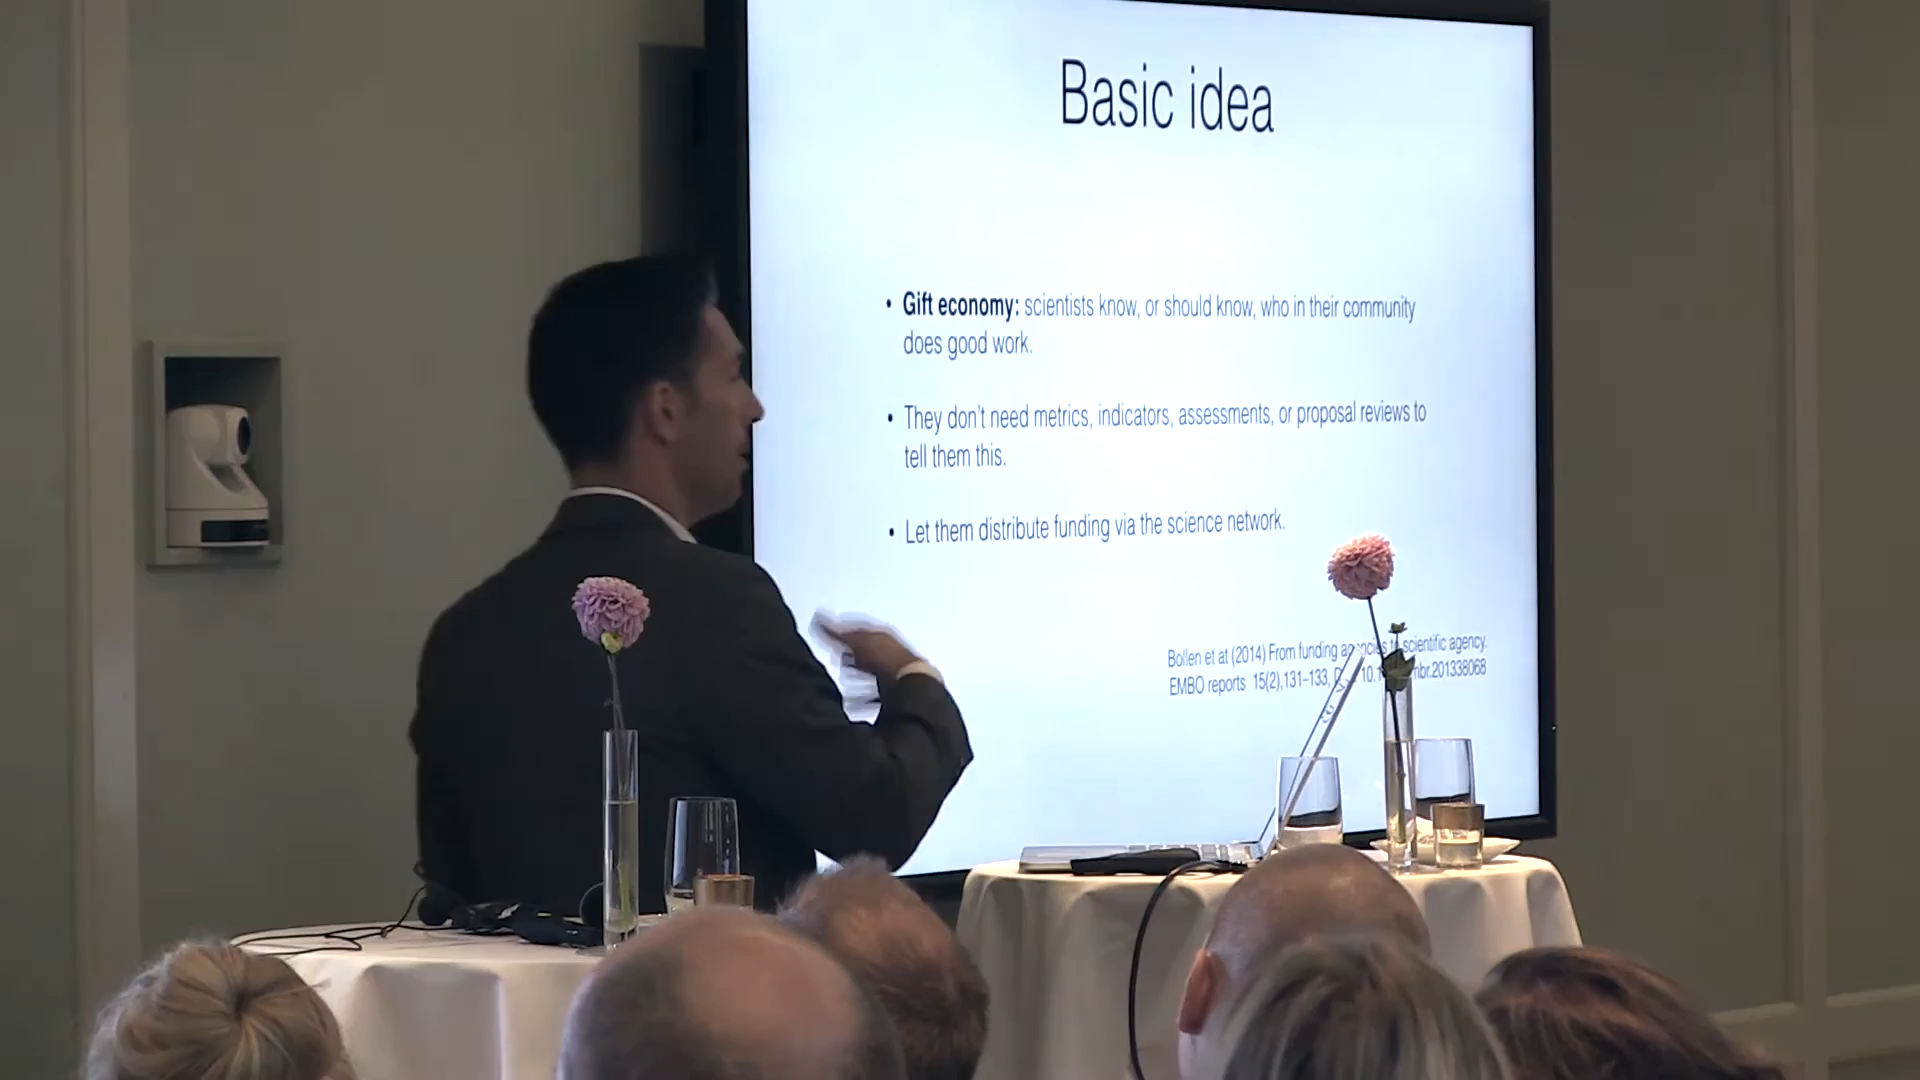 Basic idea
• Gift economy: scientists know, or should know, who in their community
does good work.
• They don't need metrics, indicators, assessments, or proposal reviews to
tell them this.
• Let them distribute funding via the science network.
Bollen et at (2014) From funding agencies to scientific agency.
EMBO reports 15(2),131–133,